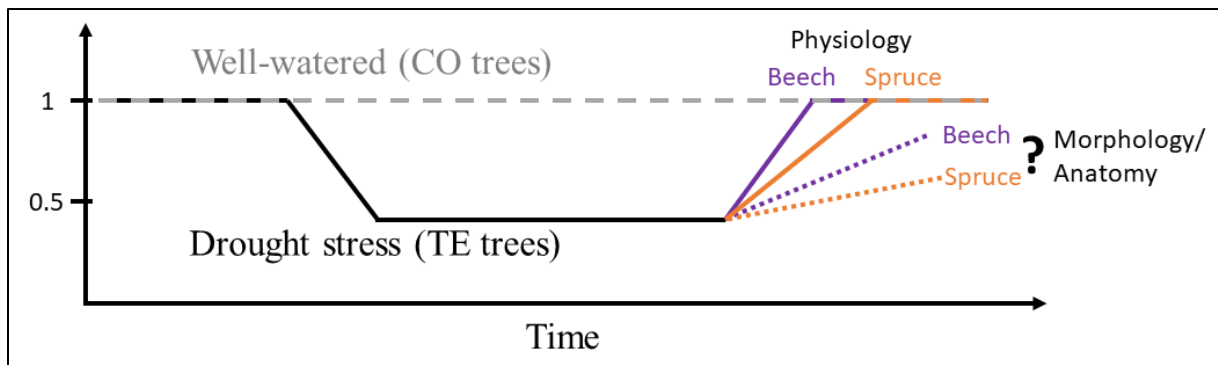 Physiology
Well-watered (CO trees)
Beech Spruce
1
Beech
? Morphology/
Anatomy
Spruce
0.5
Drought stress (TE trees)
Time